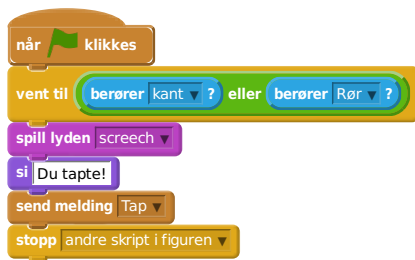 når klikkes
vent til berører kant ? eller berører Rør ?
spill lyden screech
si Du tapte!
send melding Tap
stopp andre skript i figuren